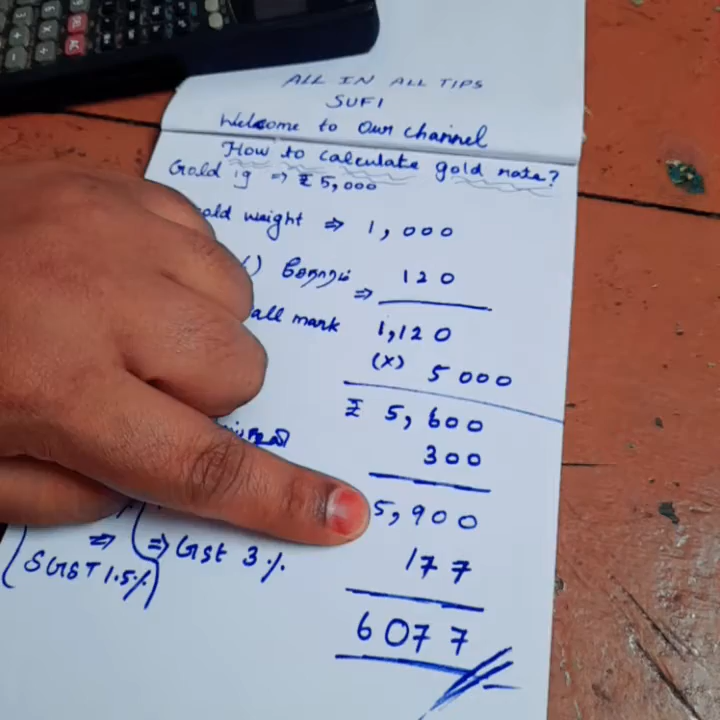 ALL IN ALL TIPS
SUFI
Welcome to Our channel
How to calculate gold rate?
Gold 1g ⇒ ₹ 5,000
old weight ⇒ 1,000
120
⇒
all mark 1,120
(×) 5000
₹ 5,600
300
5,900
⇒ ⇒ Gst 3% 177
SGST 1.5%
6077